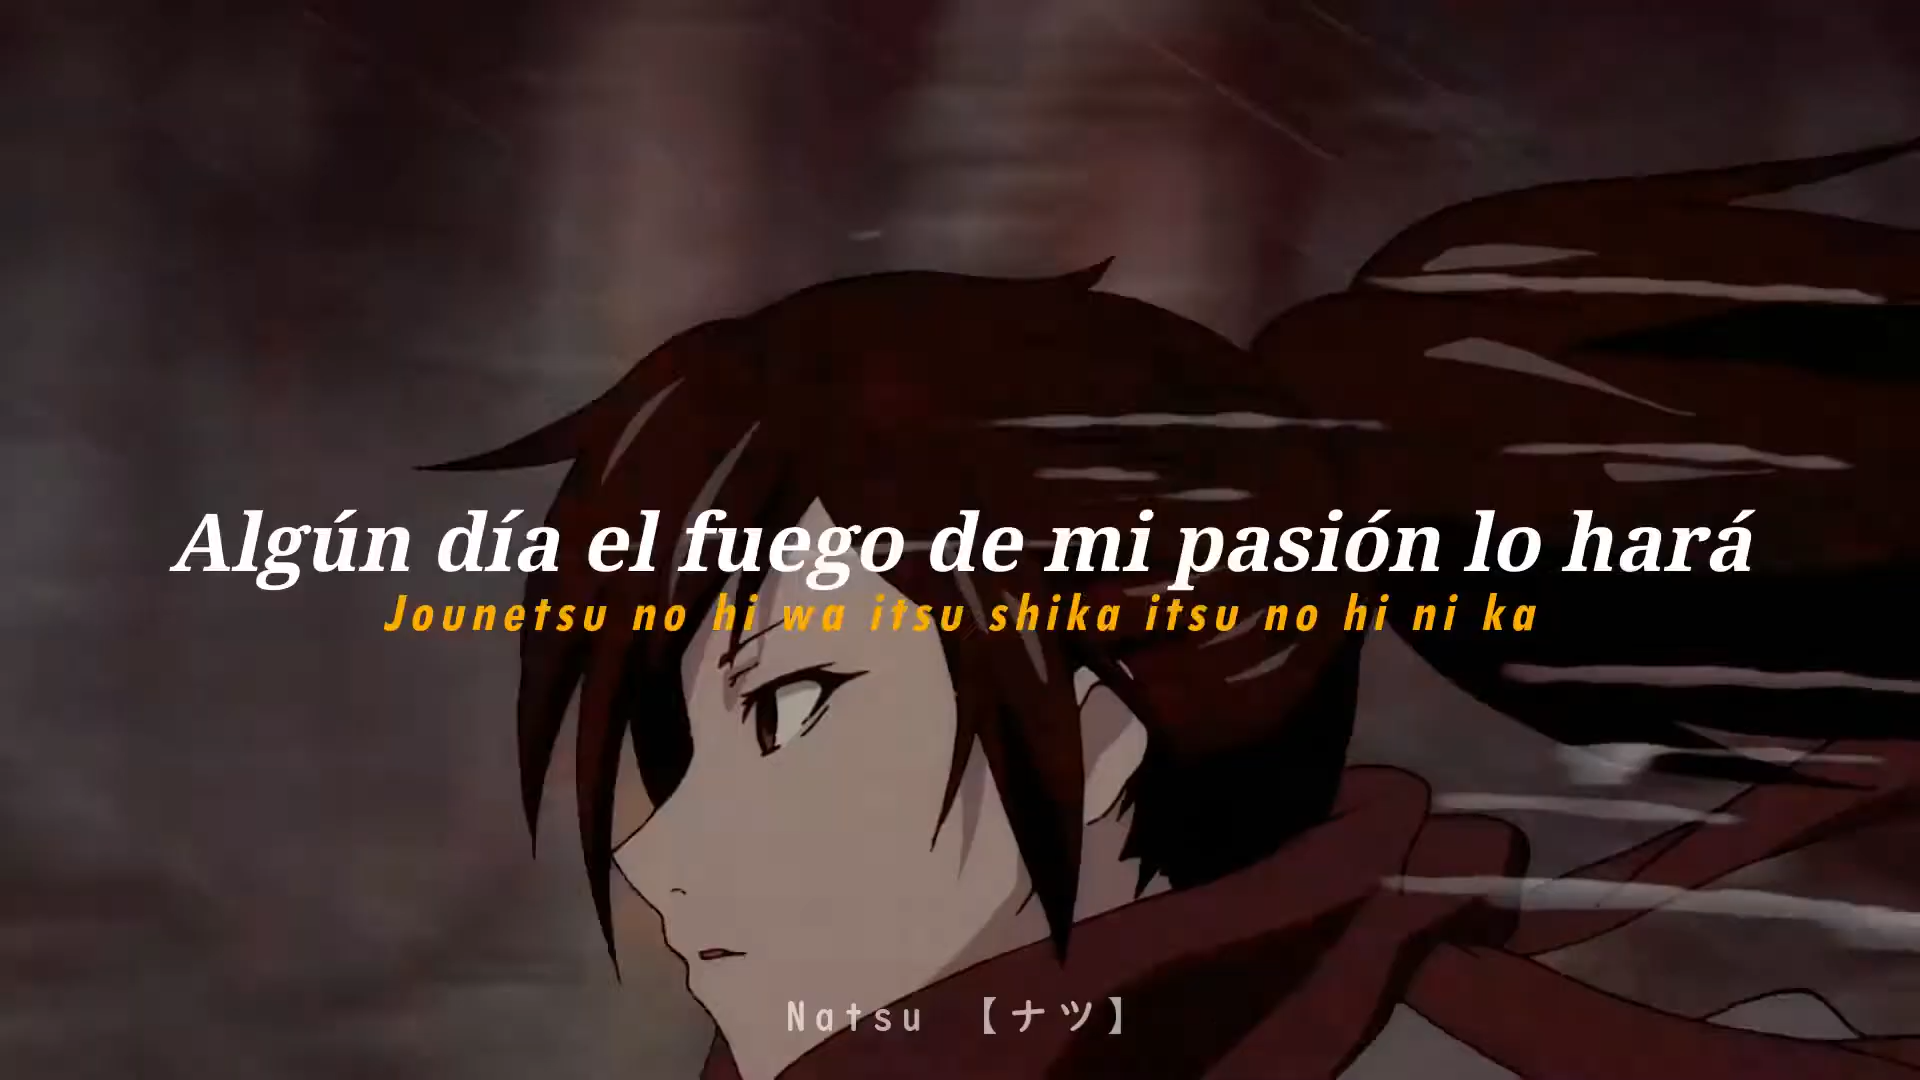 Algún día el fuego de mi pasión lo hará
Jounetsu no hi wa itsu shika itsu no hi ni ka
Natsu 【ナツ】